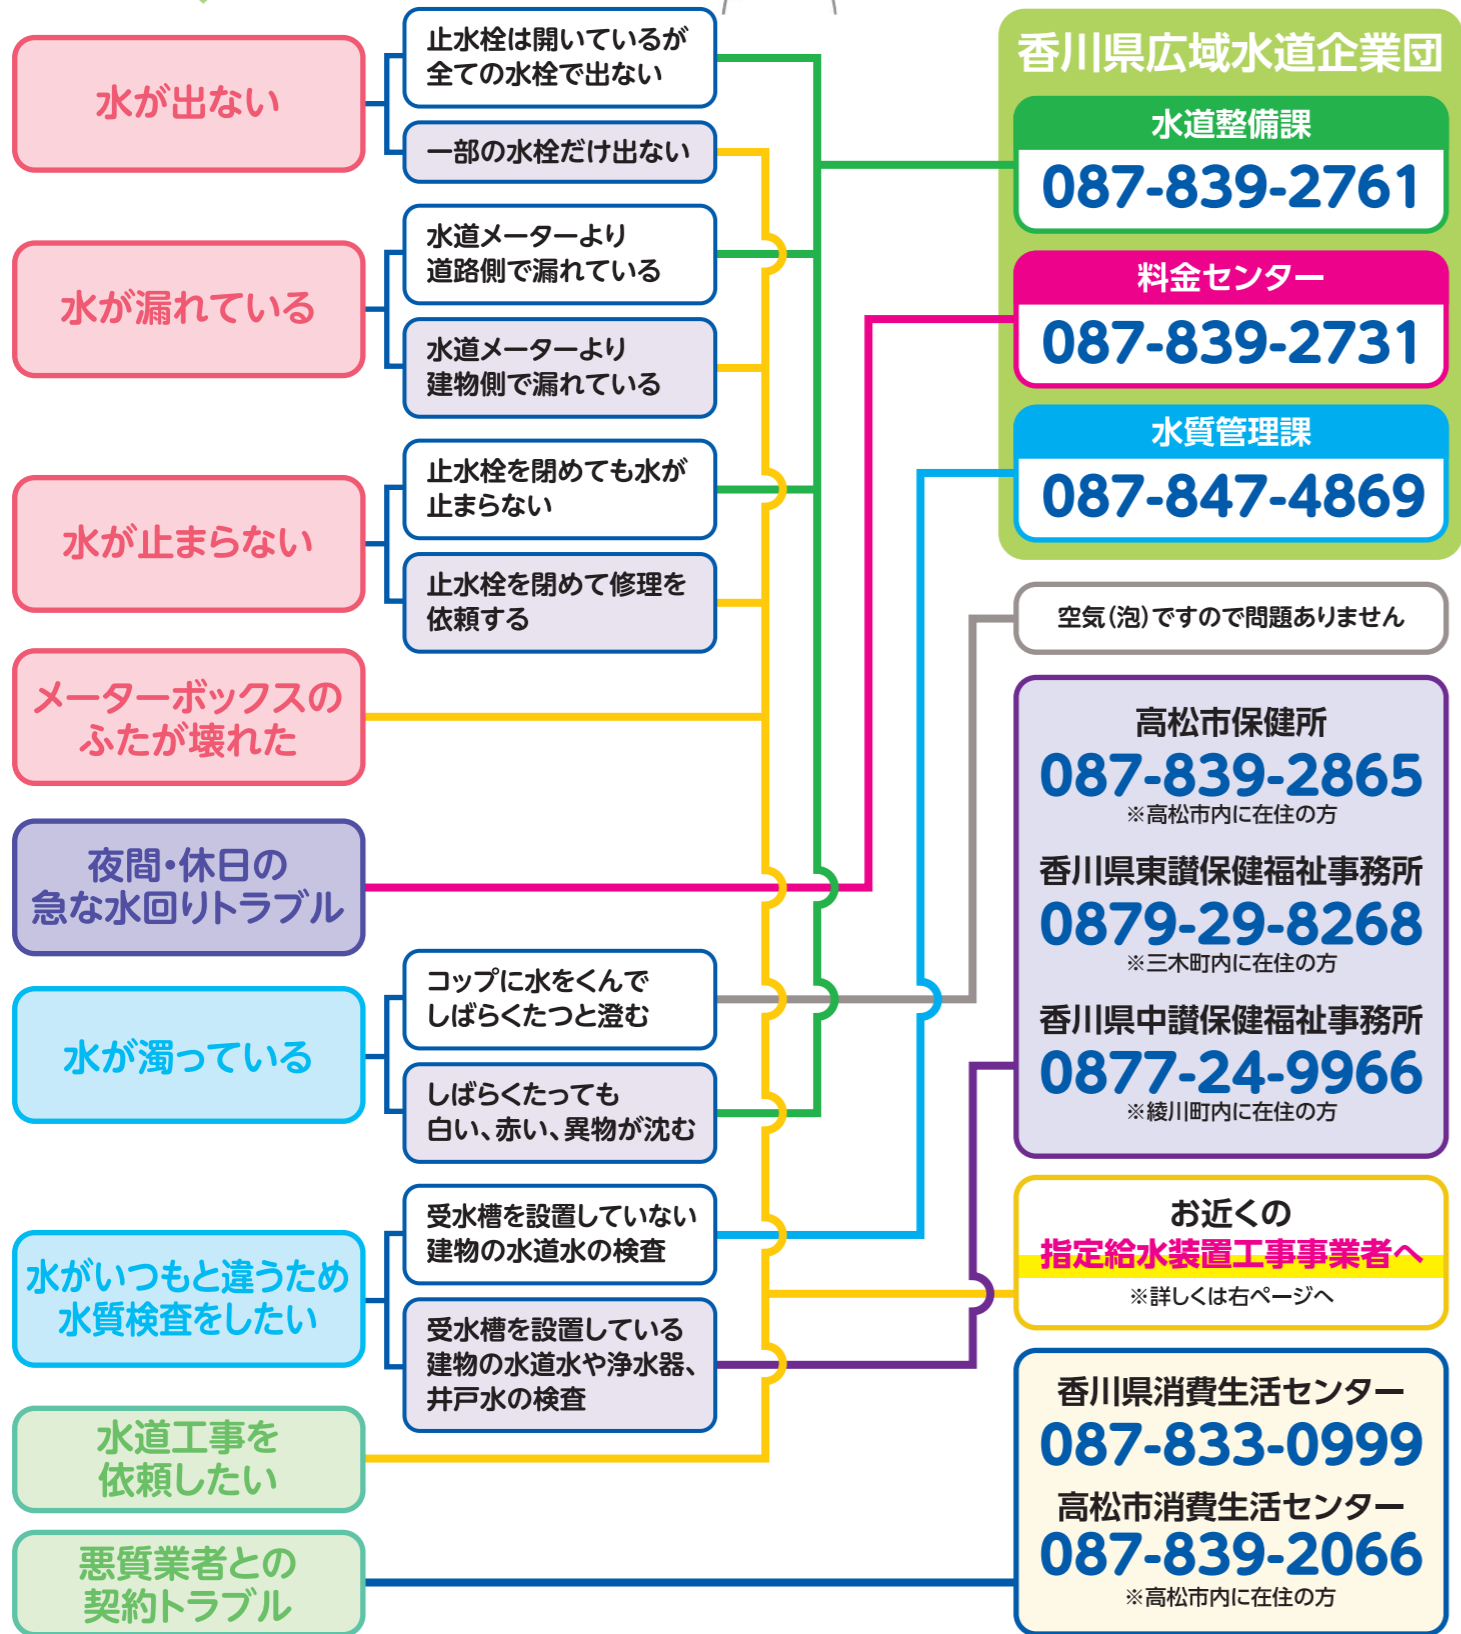 水が出ない
止水栓は開いているが
全ての水栓で出ない
一部の水栓だけ出ない
水が漏れている
水道メーターより
道路側で漏れている
水道メーターより
建物側で漏れている
水が止まらない
止水栓を閉めても水が
止まらない
止水栓を閉めて修理を
依頼する
メーターボックスの
ふたが壊れた
夜間・休日の
急な水回りトラブル
水が濁っている
コップに水をくんで
しばらくたつと澄む
しばらくたっても
白い、赤い、異物が沈む
水がいつもと違うため
水質検査をしたい
受水槽を設置していない
建物の水道水の検査
受水槽を設置している
建物の水道水や浄水器、
井戸水の検査
水道工事を
依頼したい
悪質業者との
契約トラブル
香川県広域水道企業団
水道整備課
087-839-2761
料金センター
087-839-2731
水質管理課
087-847-4869
空気(泡)ですので問題ありません
高松市保健所
087-839-2865
※高松市内に在住の方
香川県東讃保健福祉事務所
0879-29-8268
※三木町内に在住の方
香川県中讃保健福祉事務所
0877-24-9966
※綾川町内に在住の方
お近くの
指定給水装置工事事業者へ
※詳しくは右ページへ
香川県消費生活センター
087-833-0999
高松市消費生活センター
087-839-2066
※高松市内に在住の方